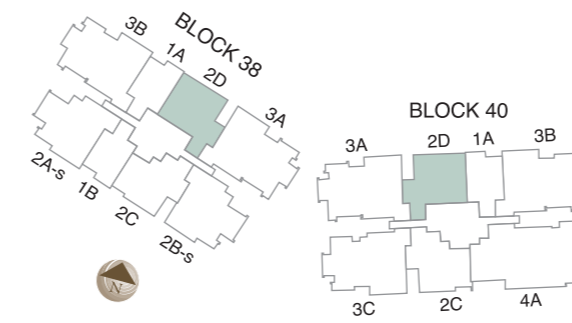 BLOCK 38
3B
1A
2D
3A
2A-s
1B
2C
2B-s
N
BLOCK 40
3A
2D
1A
3B
3C
2C
4A